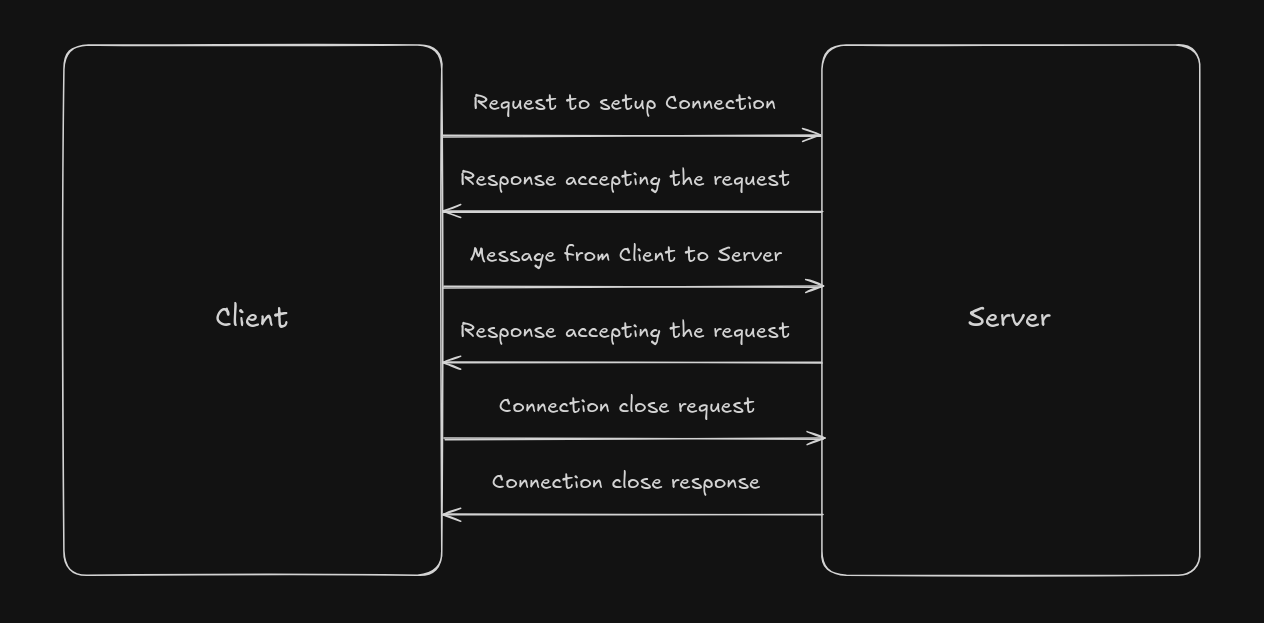 Request to setup Connection
Response accepting the request
Message from Client to Server
Client
Server
Response accepting the request
Connection close request
Connection close response